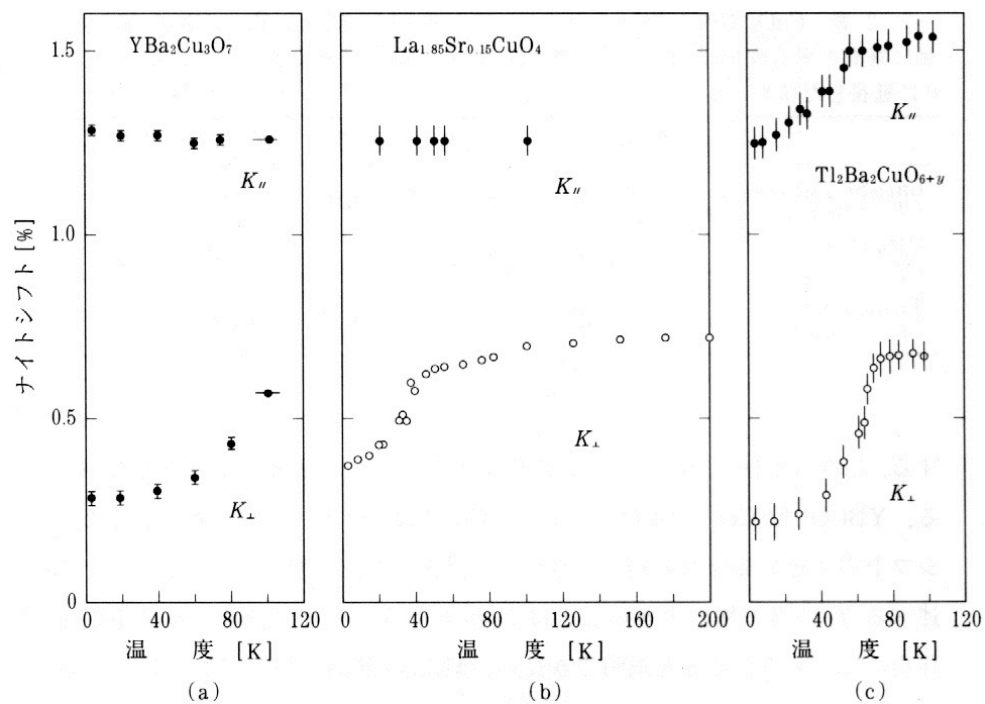 ナイトシフト [%]
1.5
1.0
0.5
0
YBa₂Cu₃O₇
K∥
K⊥
0 40 80 120
温 度 [K]
(a)
La₁.₈₅Sr₀.₁₅CuO₄
K∥
K⊥
0 40 80 120 160 200
温 度 [K]
(b)
K∥
Tl₂Ba₂CuO₆₊y
K⊥
0 40 80 120
温 度 [K]
(c)